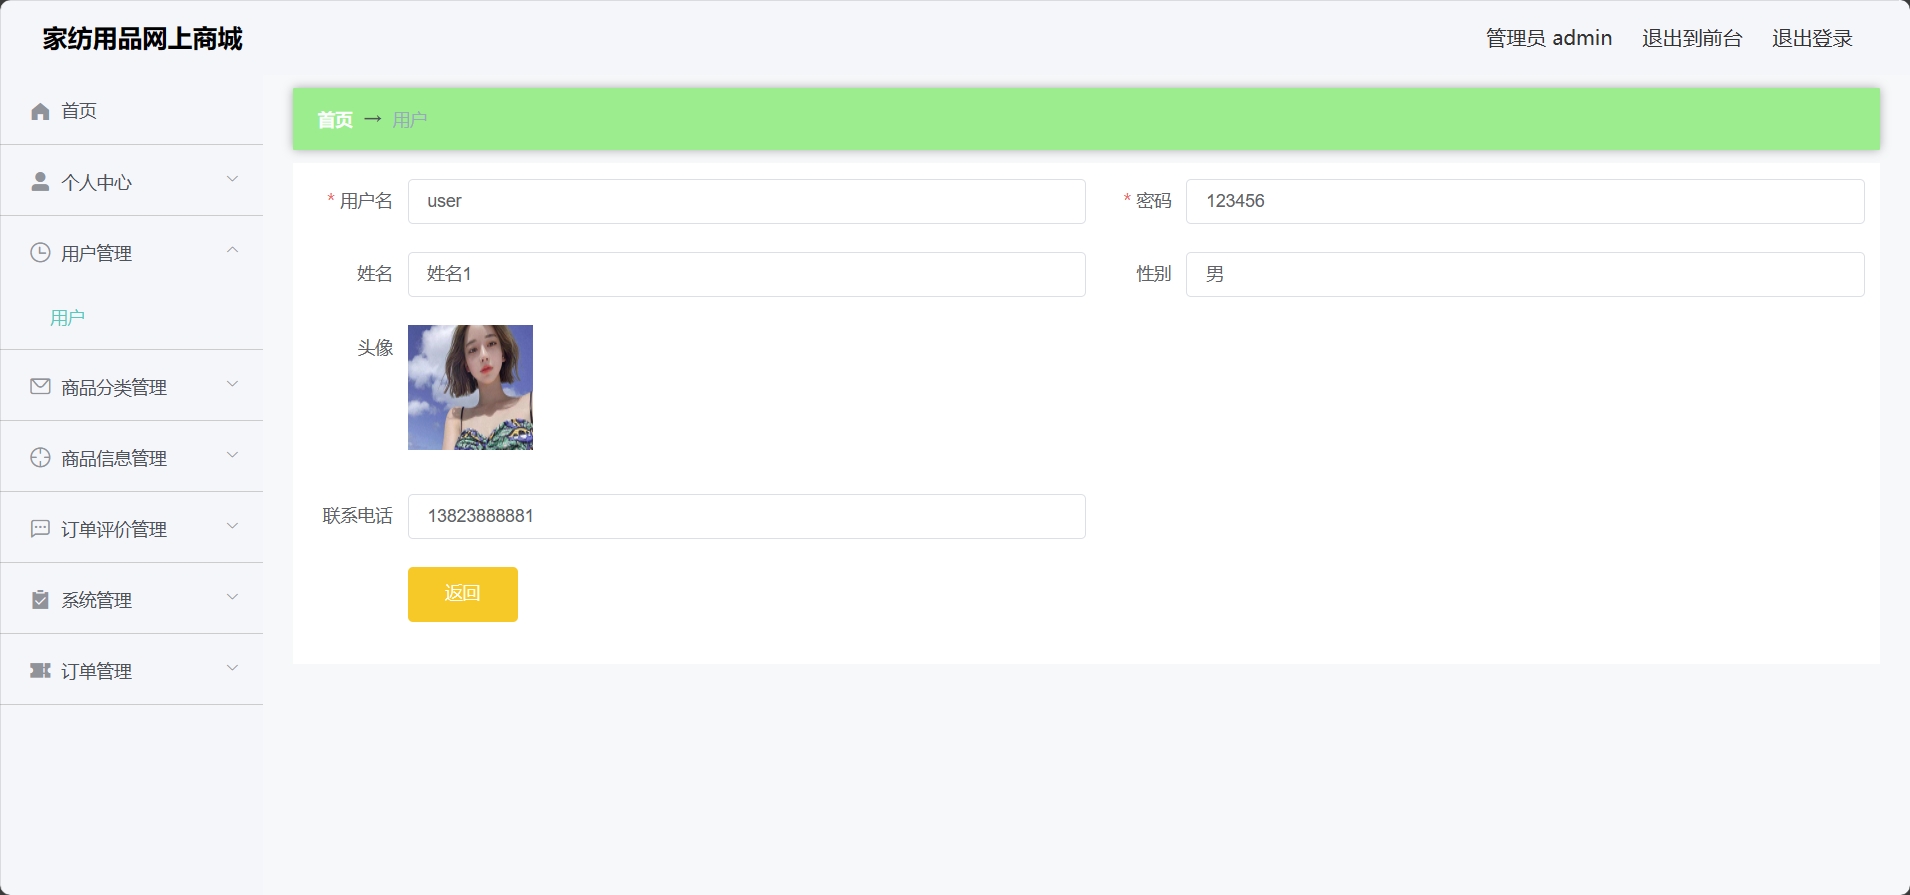 家纺用品网上商城
管理员 admin 退出到前台 退出登录
首页
个人中心
用户管理
用户
商品分类管理
商品信息管理
订单评价管理
系统管理
订单管理
首页 → 用户
* 用户名 user
* 密码 123456
姓名 姓名1
性别 男
头像
联系电话 13823888881
返回